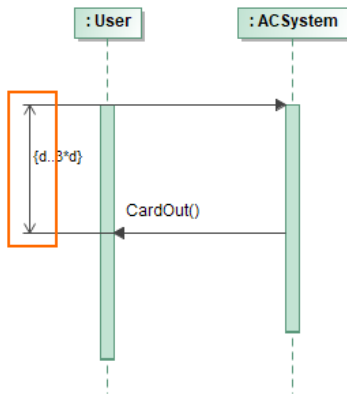 : User
: ACSystem
{d..3*d}
CardOut()